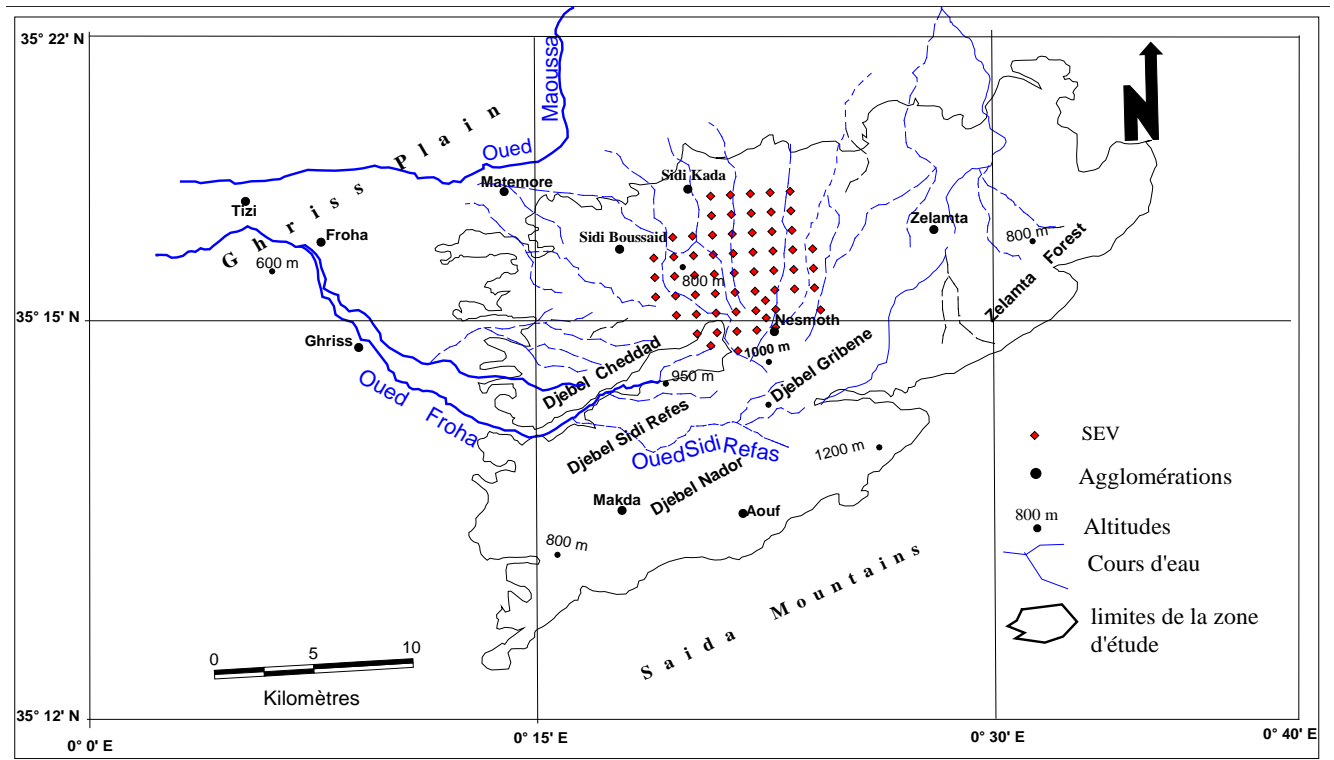 35° 22' N
Maoussa
Oued
Ghriss Plain
Matemore
Sidi Kada
Tizi
Froha
600 m
Sidi Boussaid
800 m
Zelamta
800 m
Zelamta Forest
35° 15' N
Nesmoth
Ghriss
1000 m
950 m
Djebel Cheddad
Djebel Gribene
Oued Froha
Djebel Sidi Refes
Oued Sidi Refas
1200 m
Djebel Nador
Makda
Aouf
800 m
Saida Mountains
SEV
Agglomérations
800 m
Altitudes
Cours d'eau
limites de la zone
d'étude
N
0 5 10
Kilomètres
35° 12' N
0° 0' E
0° 15' E
0° 30' E
0° 40' E